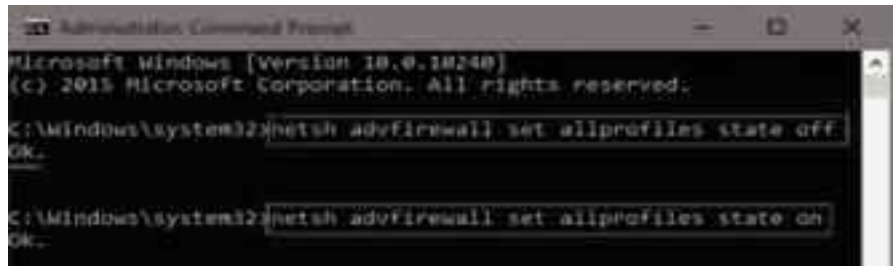 Administrator: Command Prompt
Microsoft Windows [Version 10.0.10240]
(c) 2015 Microsoft Corporation. All rights reserved.
C:\Windows\system32>netsh advfirewall set allprofiles state off
Ok.
C:\Windows\system32>netsh advfirewall set allprofiles state on
Ok.